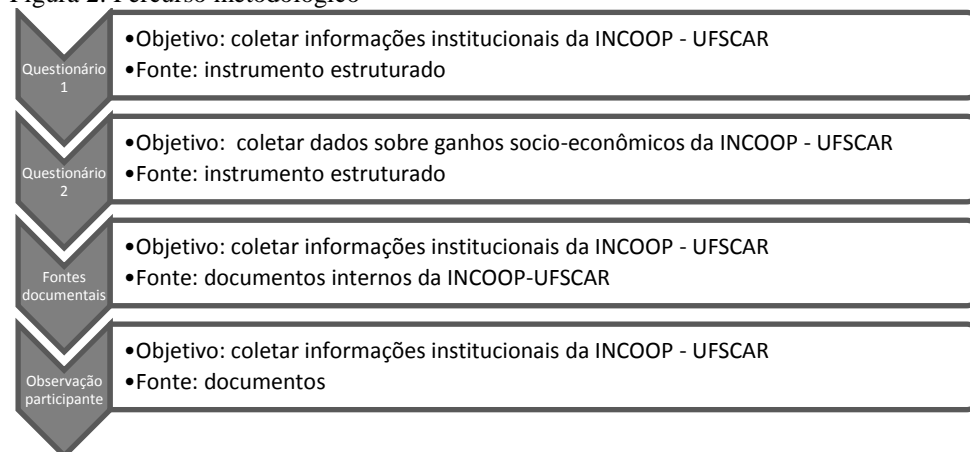 Figura 2: Percurso metodológico
Questionário
1
•Objetivo: coletar informações institucionais da INCOOP - UFSCAR
•Fonte: instrumento estruturado
Questionário
2
•Objetivo:  coletar dados sobre ganhos socio-econômicos da INCOOP - UFSCAR
•Fonte: instrumento estruturado
Fontes
documentais
•Objetivo: coletar informações institucionais da INCOOP - UFSCAR
•Fonte: documentos internos da INCOOP-UFSCAR
Observação
participante
•Objetivo: coletar informações institucionais da INCOOP - UFSCAR
•Fonte: documentos